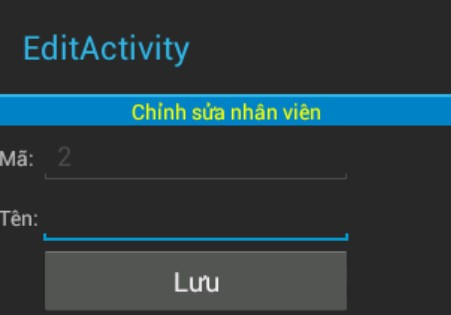 EditActivity
Chỉnh sửa nhân viên
Mã: 2
Tên:
Lưu